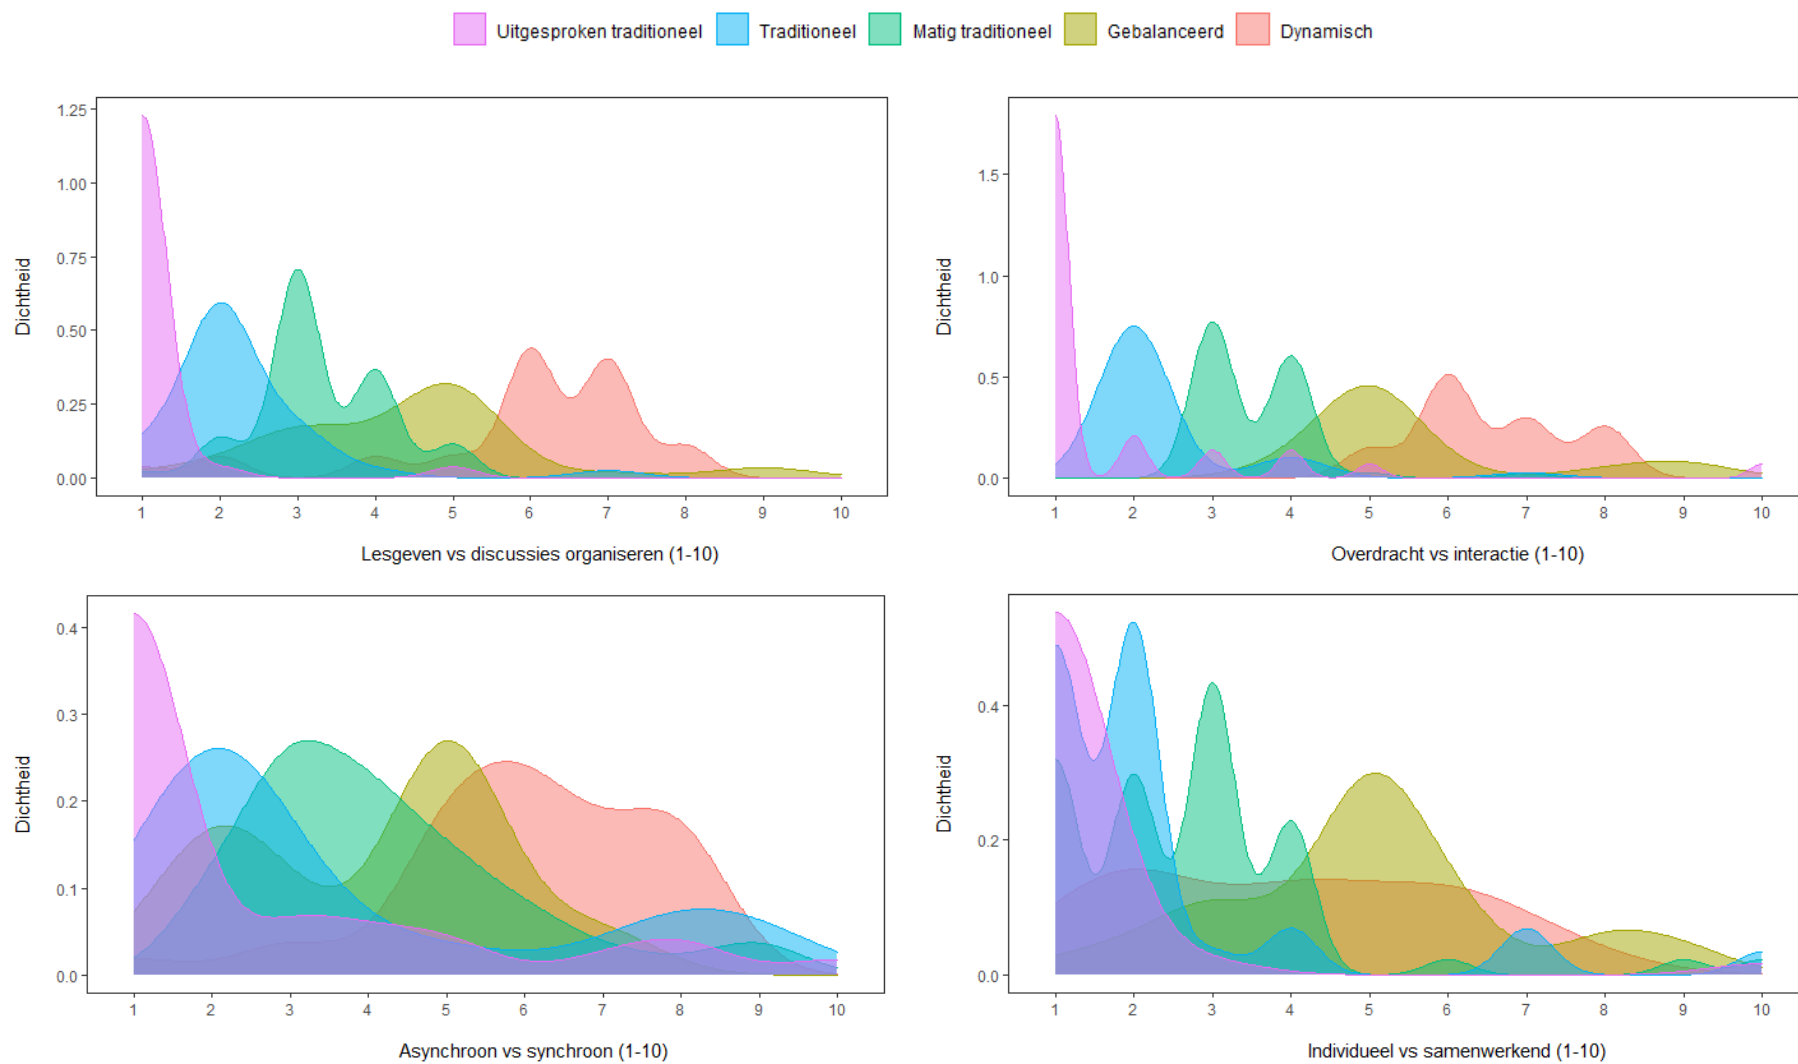 Uitgesproken traditioneel Traditioneel Matig traditioneel Gebalanceerd Dynamisch
Dichtheid
1.25
1.00
0.75
0.50
0.25
0.00
1 2 3 4 5 6 7 8 9 10
Lesgeven vs discussies organiseren (1-10)
Dichtheid
1.5
1.0
0.5
0.0
1 2 3 4 5 6 7 8 9 10
Overdracht vs interactie (1-10)
Dichtheid
0.4
0.3
0.2
0.1
0.0
1 2 3 4 5 6 7 8 9 10
Asynchroon vs synchroon (1-10)
Dichtheid
0.4
0.2
0.0
1 2 3 4 5 6 7 8 9 10
Individueel vs samenwerkend (1-10)